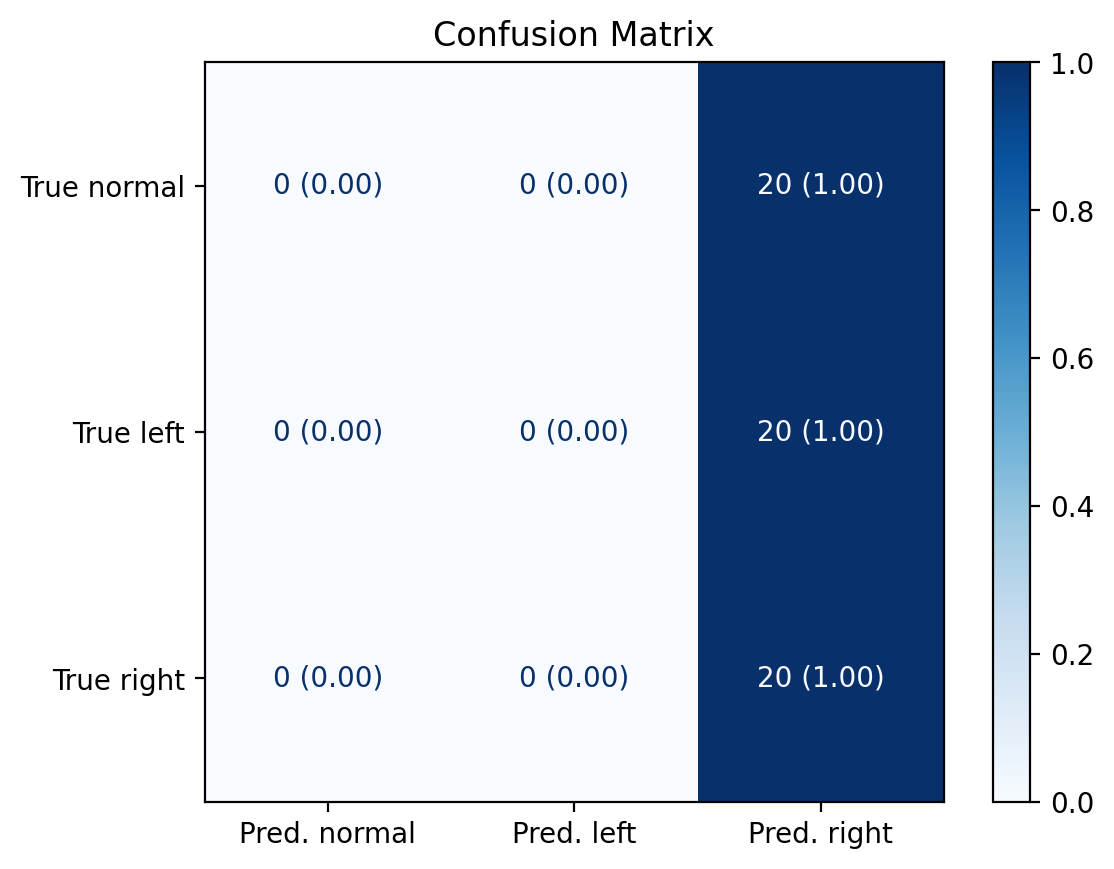 Confusion Matrix
True normal
0 (0.00)
0 (0.00)
20 (1.00)
True left
0 (0.00)
0 (0.00)
20 (1.00)
True right
0 (0.00)
0 (0.00)
20 (1.00)
Pred. normal
Pred. left
Pred. right
1.0
0.8
0.6
0.4
0.2
0.0